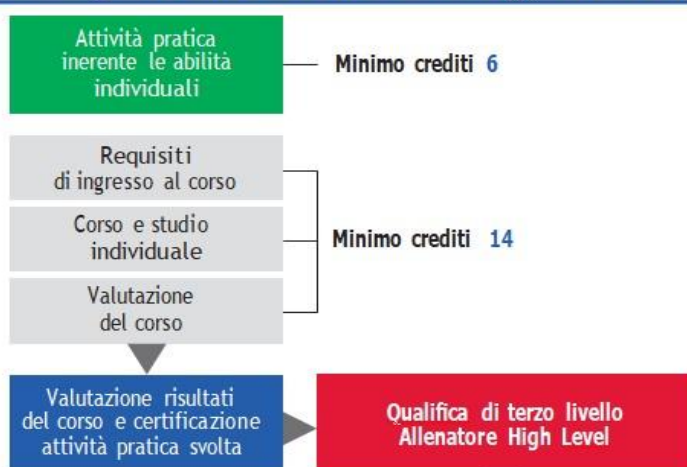 Attività pratica
inerente le abilità
individuali
Minimo crediti 6
Requisiti
di ingresso al corso
Corso e studio
individuale
Minimo crediti 14
Valutazione
del corso
Valutazione risultati
del corso e certificazione
attività pratica svolta
Qualifica di terzo livello
Allenatore High Level